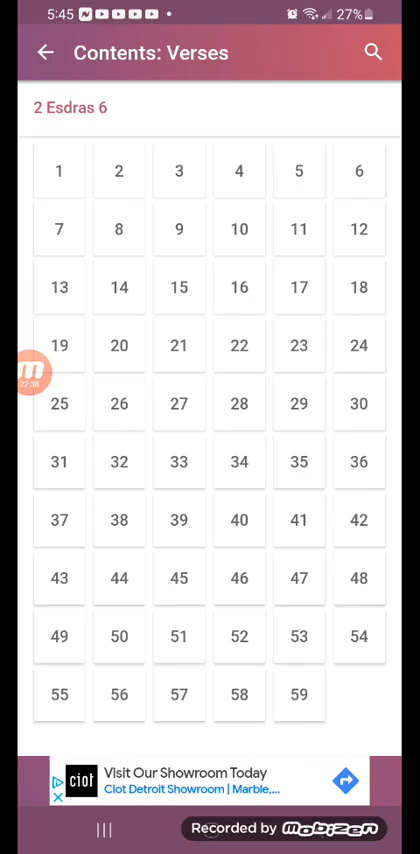 5:45 27%
Contents: Verses
2 Esdras 6
1 2 3 4 5 6
7 8 9 10 11 12
13 14 15 16 17 18
19 20 21 22 23 24
22:38
25 26 27 28 29 30
31 32 33 34 35 36
37 38 39 40 41 42
43 44 45 46 47 48
49 50 51 52 53 54
55 56 57 58 59
ciot
Visit Our Showroom Today
Ciot Detroit Showroom | Marble,...
Recorded by mobizen